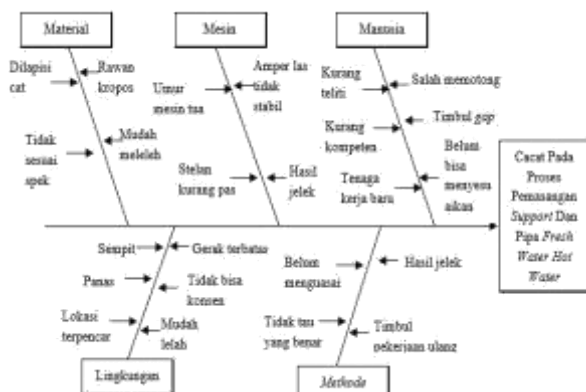 Material
Mesin
Manusia
Dilapisi
cat
Rawan
kropos
Tidak
sesuai
spek
Mudah
meleleh
Umur
mesin tua
Amper las
tidak
stabil
Stelan
kurang pas
Hasil
jelek
Kurang
teliti
Salah memotong
Kurang
kompeten
Timbul gap
Tenaga
kerja baru
Belum
bisa
menyesu
aikan
Cacat Pada
Proses
Pemasangan
Support Dan
Pipa Fresh
Water Hot
Water
Sempit
Gerak terbatas
Panas
Tidak bisa
konsen
Lokasi
terpencar
Mudah
lelah
Belum
menguasai
Hasil jelek
Tidak tau
yang benar
Timbul
pekerjaan ulang
Lingkungan
Methode